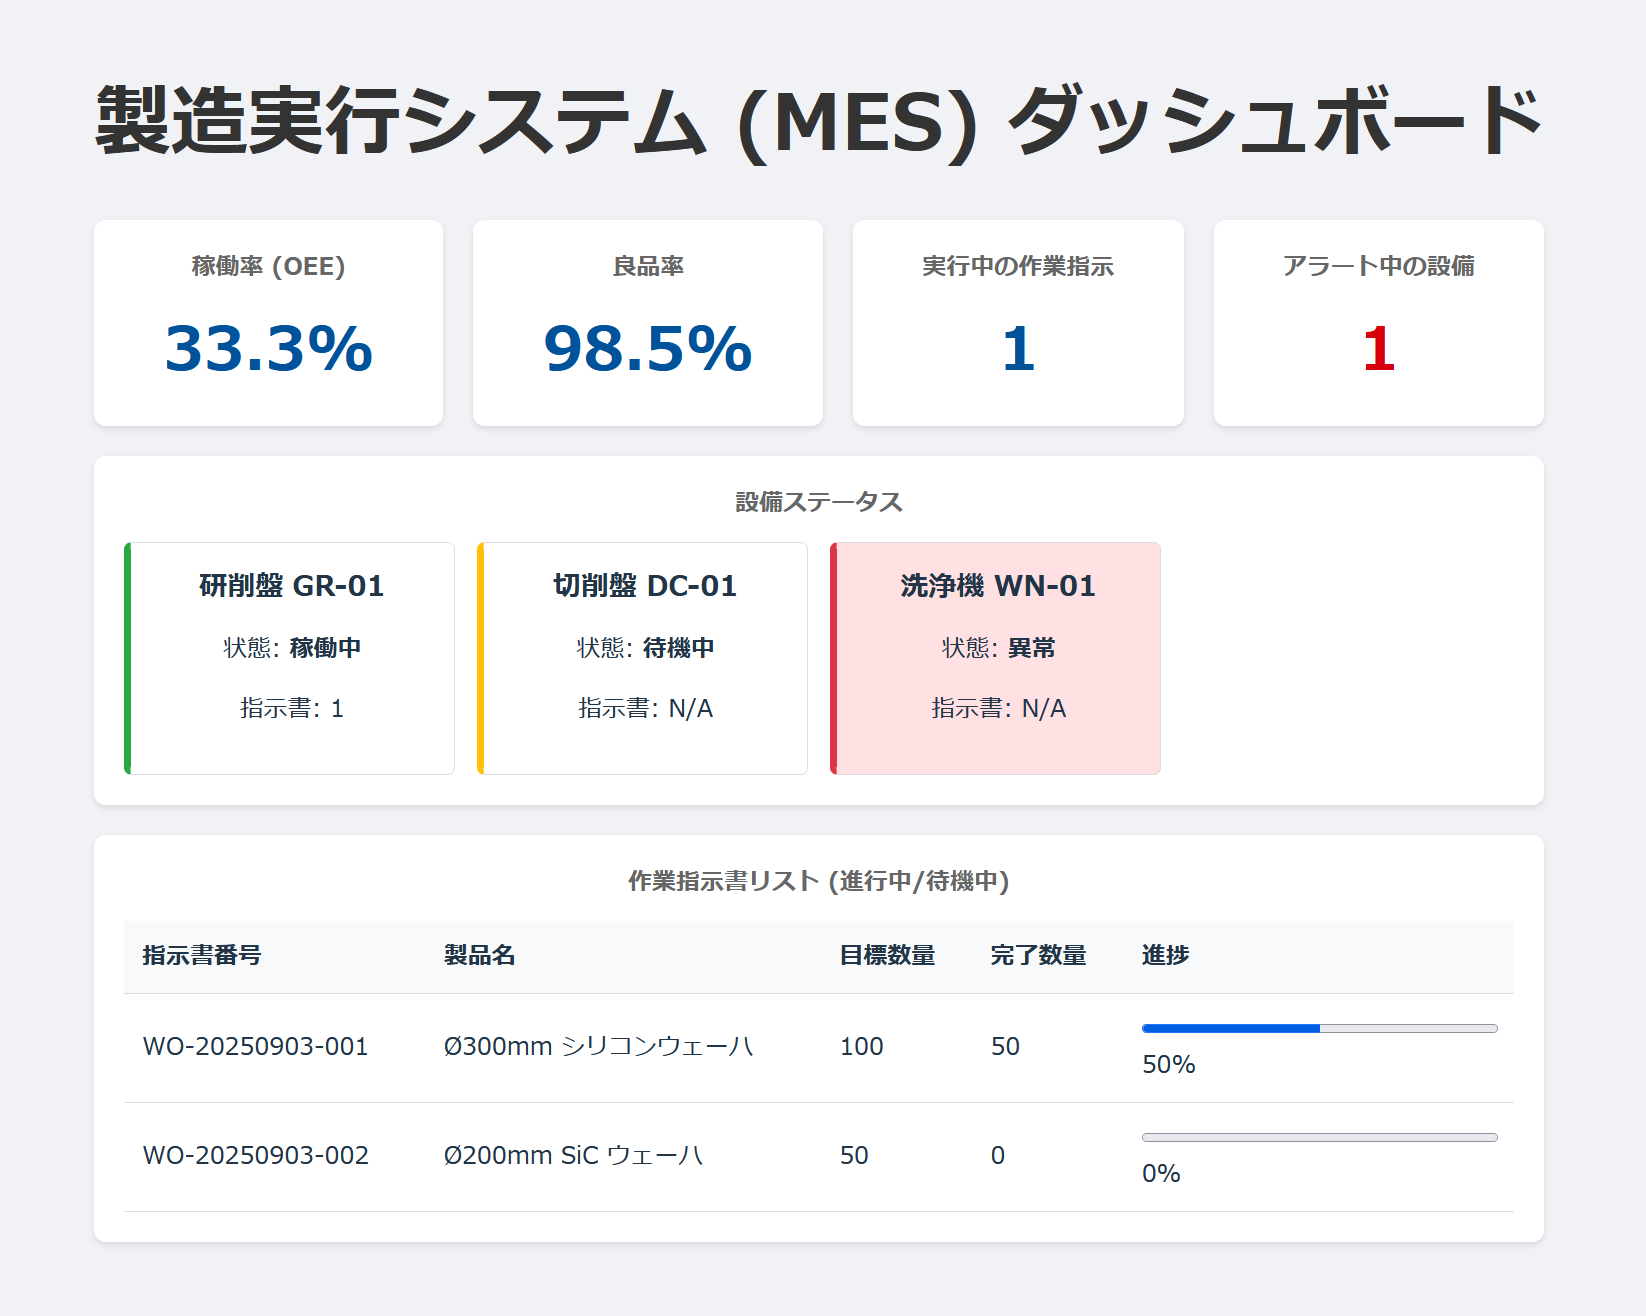 製造実行システム (MES) ダッシュボード
稼働率 (OEE)
33.3%
良品率
98.5%
実行中の作業指示
1
アラート中の設備
1
設備ステータス
研削盤 GR-01
状態: 稼働中
指示書: 1
切削盤 DC-01
状態: 待機中
指示書: N/A
洗浄機 WN-01
状態: 異常
指示書: N/A
作業指示書リスト (進行中/待機中)
指示書番号 製品名 目標数量 完了数量 進捗
WO-20250903-001 Ø300mm シリコンウェーハ 100 50 50%
WO-20250903-002 Ø200mm SiC ウェーハ 50 0 0%